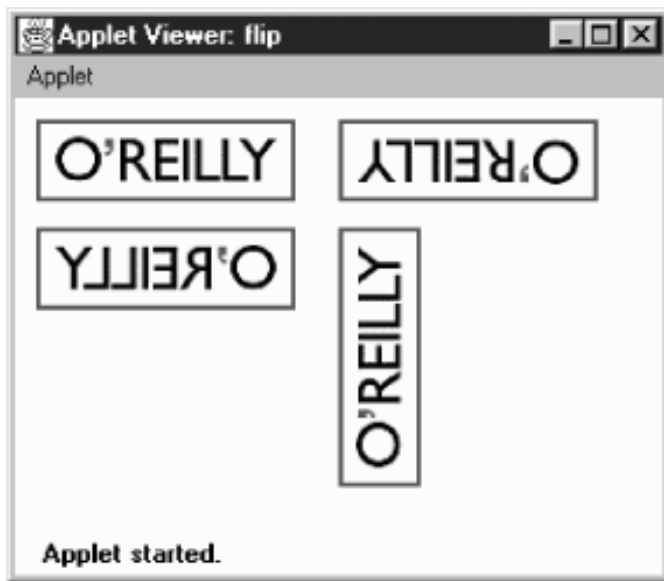 Applet Viewer: flip
Applet
O'REILLY
O'REILLY
O'REILLY
O'REILLY
Applet started.